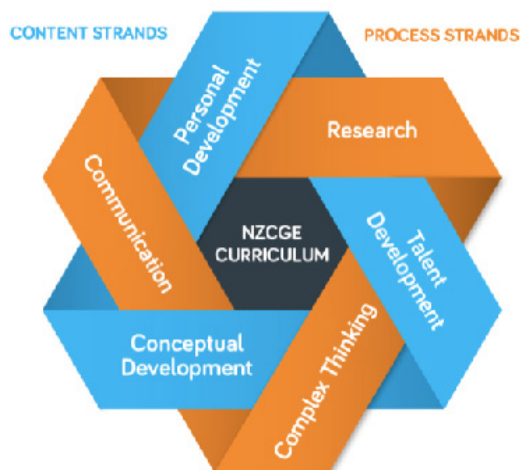 CONTENT STRANDS
PROCESS STRANDS
Personal
Development
Research
Communication
NZCGE
CURRICULUM
Talent
Development
Conceptual
Development
Complex Thinking